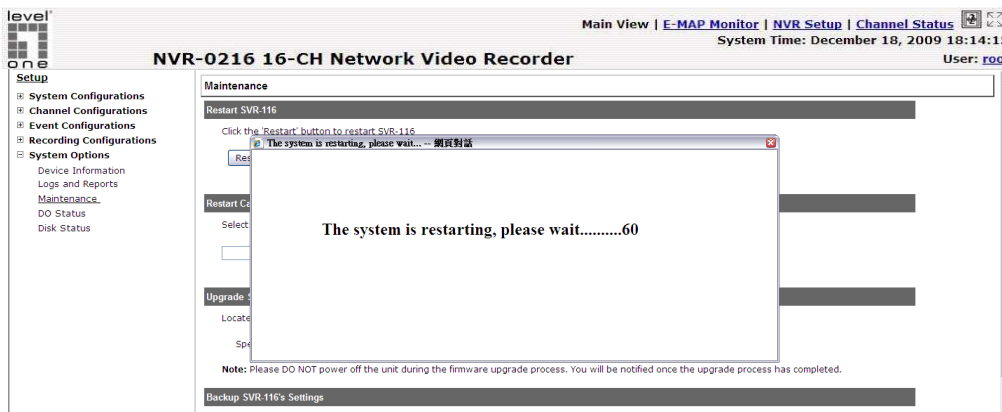 level
one
Main View | E-MAP Monitor | NVR Setup | Channel Status
System Time: December 18, 2009 18:14:1
NVR-0216 16-CH Network Video Recorder
User: roo
Setup
System Configurations
Channel Configurations
Event Configurations
Recording Configurations
System Options
Device Information
Logs and Reports
Maintenance
DO Status
Disk Status
Maintenance
Restart SVR-116
Click the 'Restart' button to restart SVR-116
Res
The system is restarting, please wait... -- 網頁對話
The system is restarting, please wait..........60
Restart Ca
Select
Upgrade S
Locate
Spe
Note: Please DO NOT power off the unit during the firmware upgrade process. You will be notified once the upgrade process has completed.
Backup SVR-116's Settings